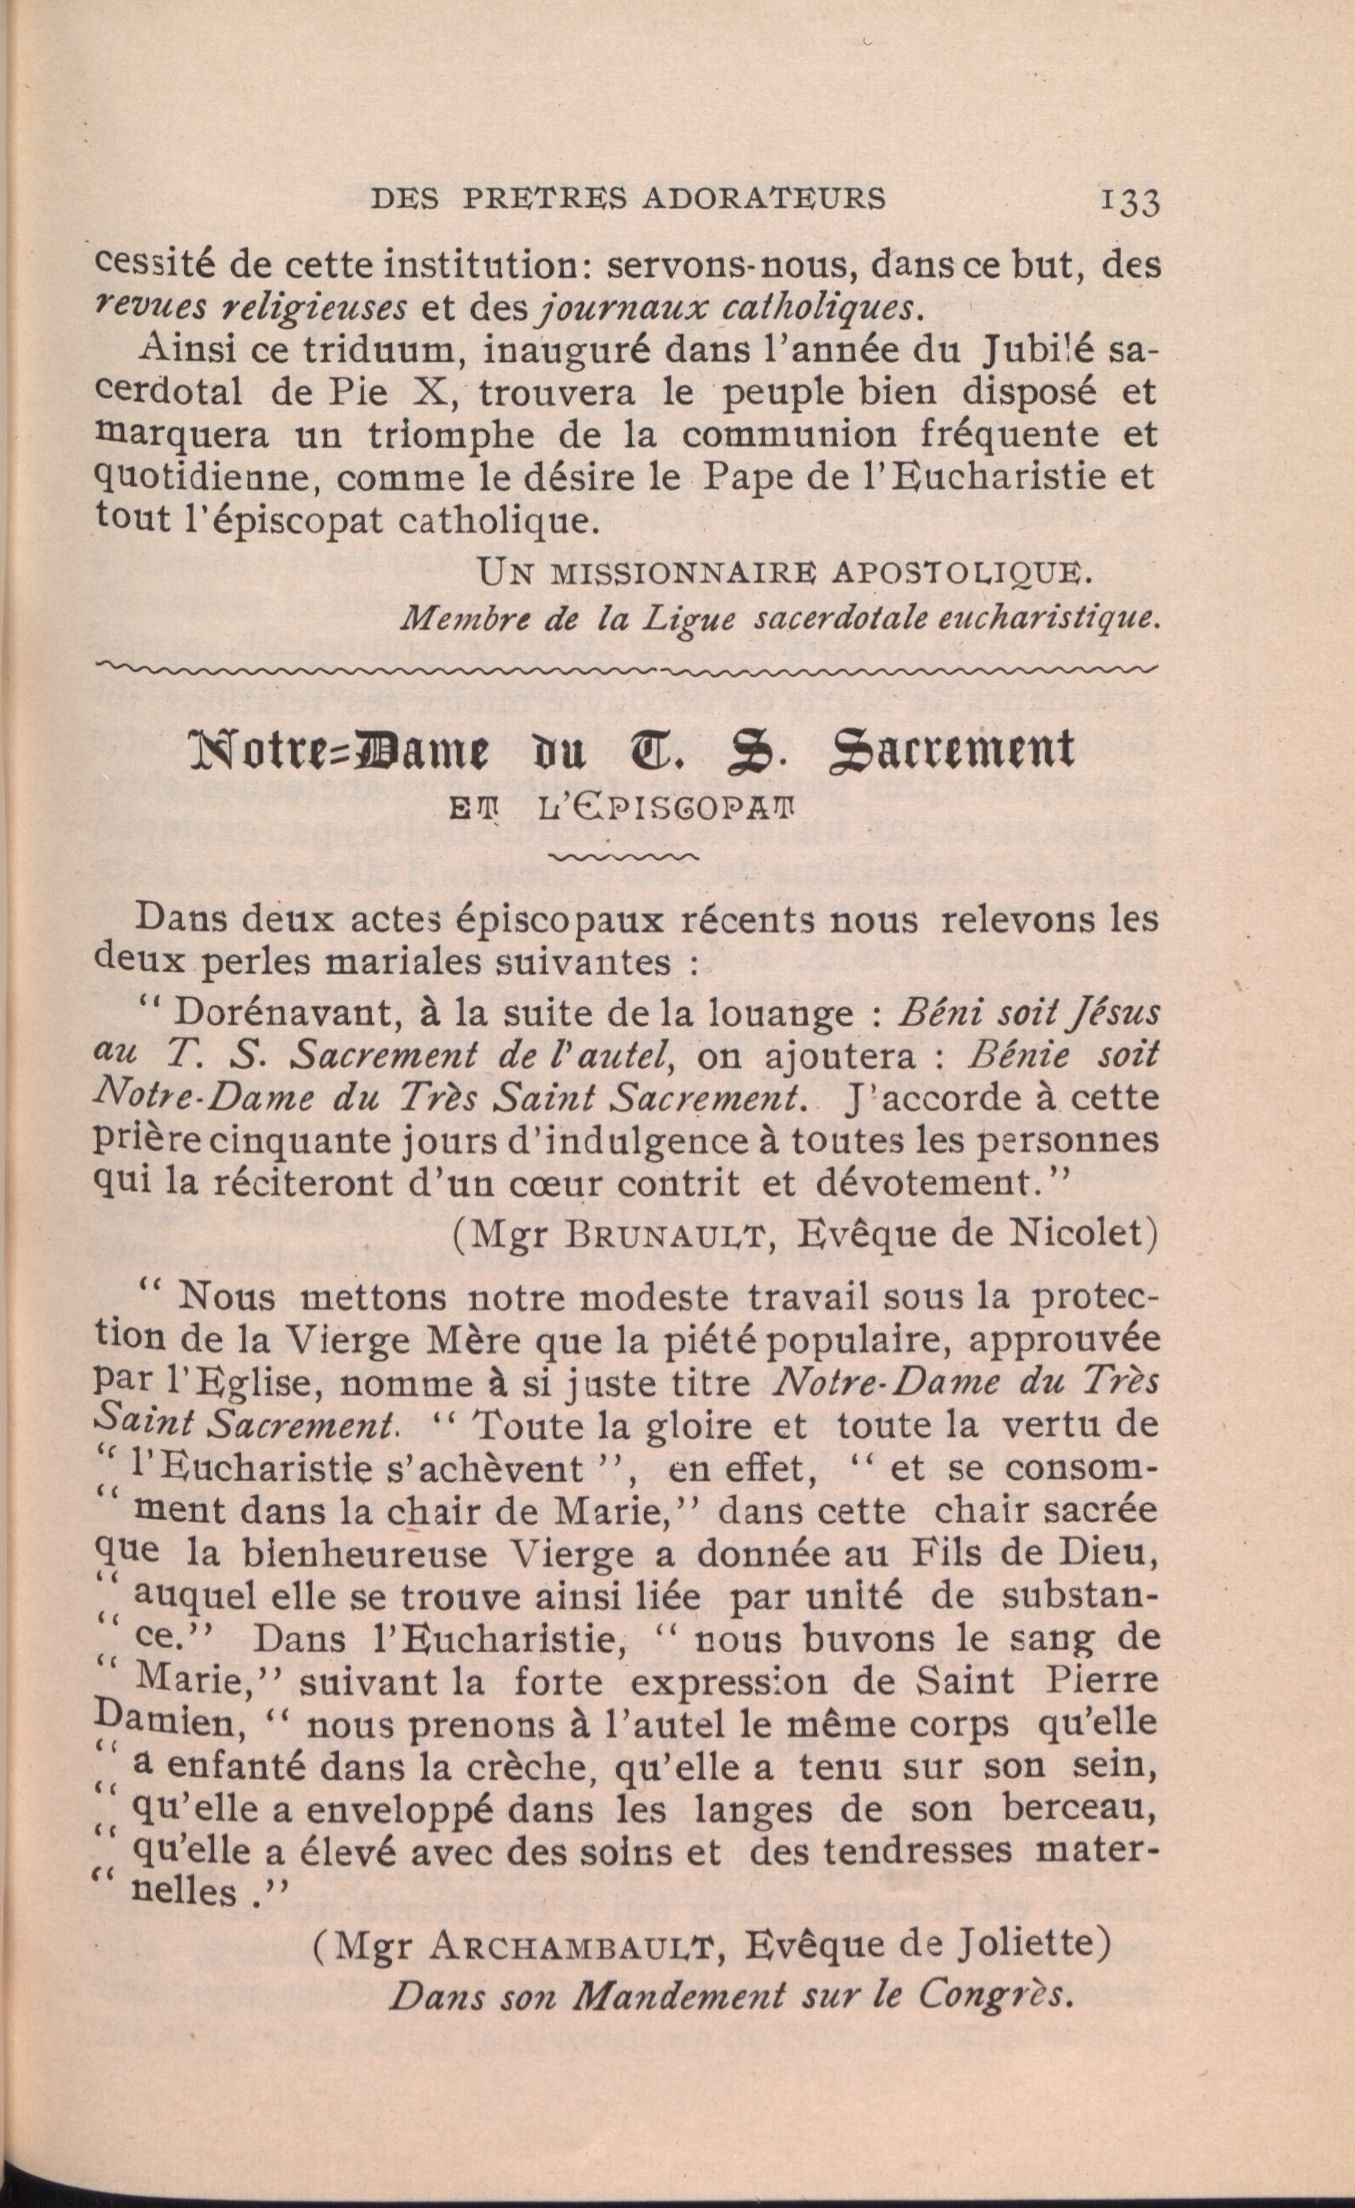 DES PRETRES ADORATEURS 133
cessité de cette institution: servons-nous, dans ce but, des
revues religieuses et des journaux catholiques.
Ainsi ce triduum, inauguré dans l'année du Jubilé sa-
cerdotal de Pie X, trouvera le peuple bien disposé et
marquera un triomphe de la communion fréquente et
quotidienne, comme le désire le Pape de l'Eucharistie et
tout l'épiscopat catholique.
UN MISSIONNAIRE APOSTOLIQUE.
Membre de la Ligue sacerdotale eucharistique.
Notre-Dame du T. S. Sacrement
ET L'EPISCOPAT
Dans deux actes épiscopaux récents nous relevons les
deux perles mariales suivantes :
“ Dorénavant, à la suite de la louange : Béni soit Jésus
au T. S. Sacrement de l'autel, on ajoutera : Bénie soit
Notre-Dame du Très Saint Sacrement. J'accorde à cette
prière cinquante jours d'indulgence à toutes les personnes
qui la réciteront d'un cœur contrit et dévotement.”
(Mgr BRUNAULT, Evêque de Nicolet)
“ Nous mettons notre modeste travail sous la protec-
tion de la Vierge Mère que la piété populaire, approuvée
par l'Eglise, nomme à si juste titre Notre-Dame du Très
Saint Sacrement. “ Toute la gloire et toute la vertu de
“ l'Eucharistie s'achèvent ”, en effet, “ et se consom-
“ ment dans la chair de Marie,” dans cette chair sacrée
que la bienheureuse Vierge a donnée au Fils de Dieu,
“ auquel elle se trouve ainsi liée par unité de substan-
“ ce.” Dans l'Eucharistie, “ nous buvons le sang de
“ Marie,” suivant la forte expression de Saint Pierre
Damien, “ nous prenons à l'autel le même corps qu'elle
“ a enfanté dans la crèche, qu'elle a tenu sur son sein,
“ qu'elle a enveloppé dans les langes de son berceau,
“ qu'elle a élevé avec des soins et des tendresses mater-
“ nelles .”
(Mgr ARCHAMBAULT, Evêque de Joliette)
Dans son Mandement sur le Congrès.